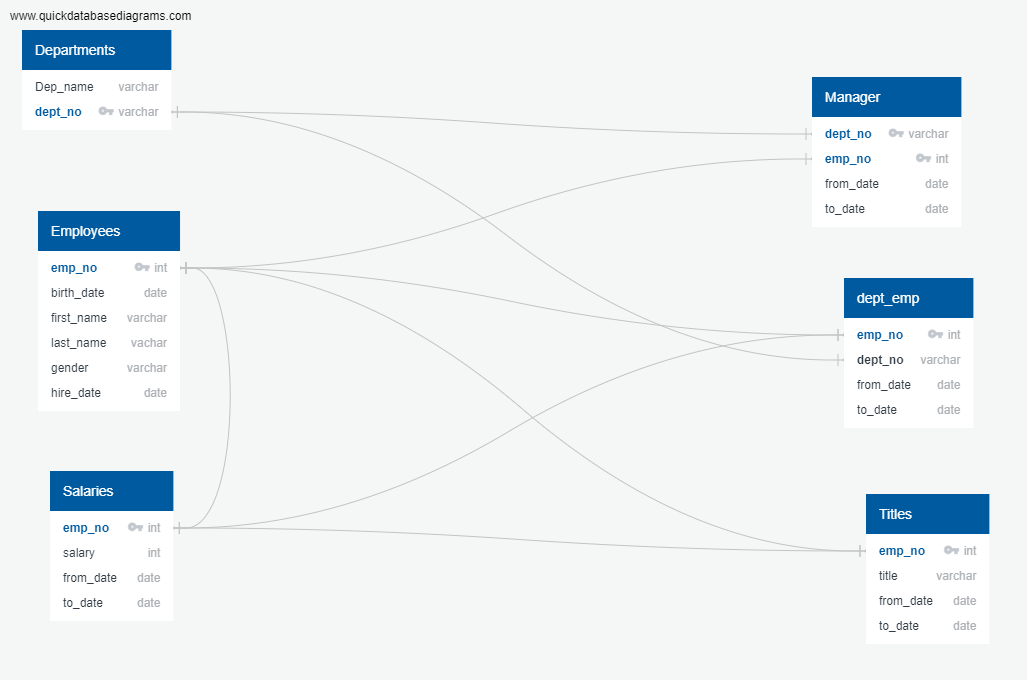 www.quickdatabasediagrams.com
Departments
Dep_name varchar
dept_no varchar
Manager
dept_no varchar
emp_no int
from_date date
to_date date
Employees
emp_no int
birth_date date
first_name varchar
last_name vachar
gender varchar
hire_date date
dept_emp
emp_no int
dept_no varchar
from_date date
to_date date
Salaries
emp_no int
salary int
from_date date
to_date date
Titles
emp_no int
title varchar
from_date date
to_date date